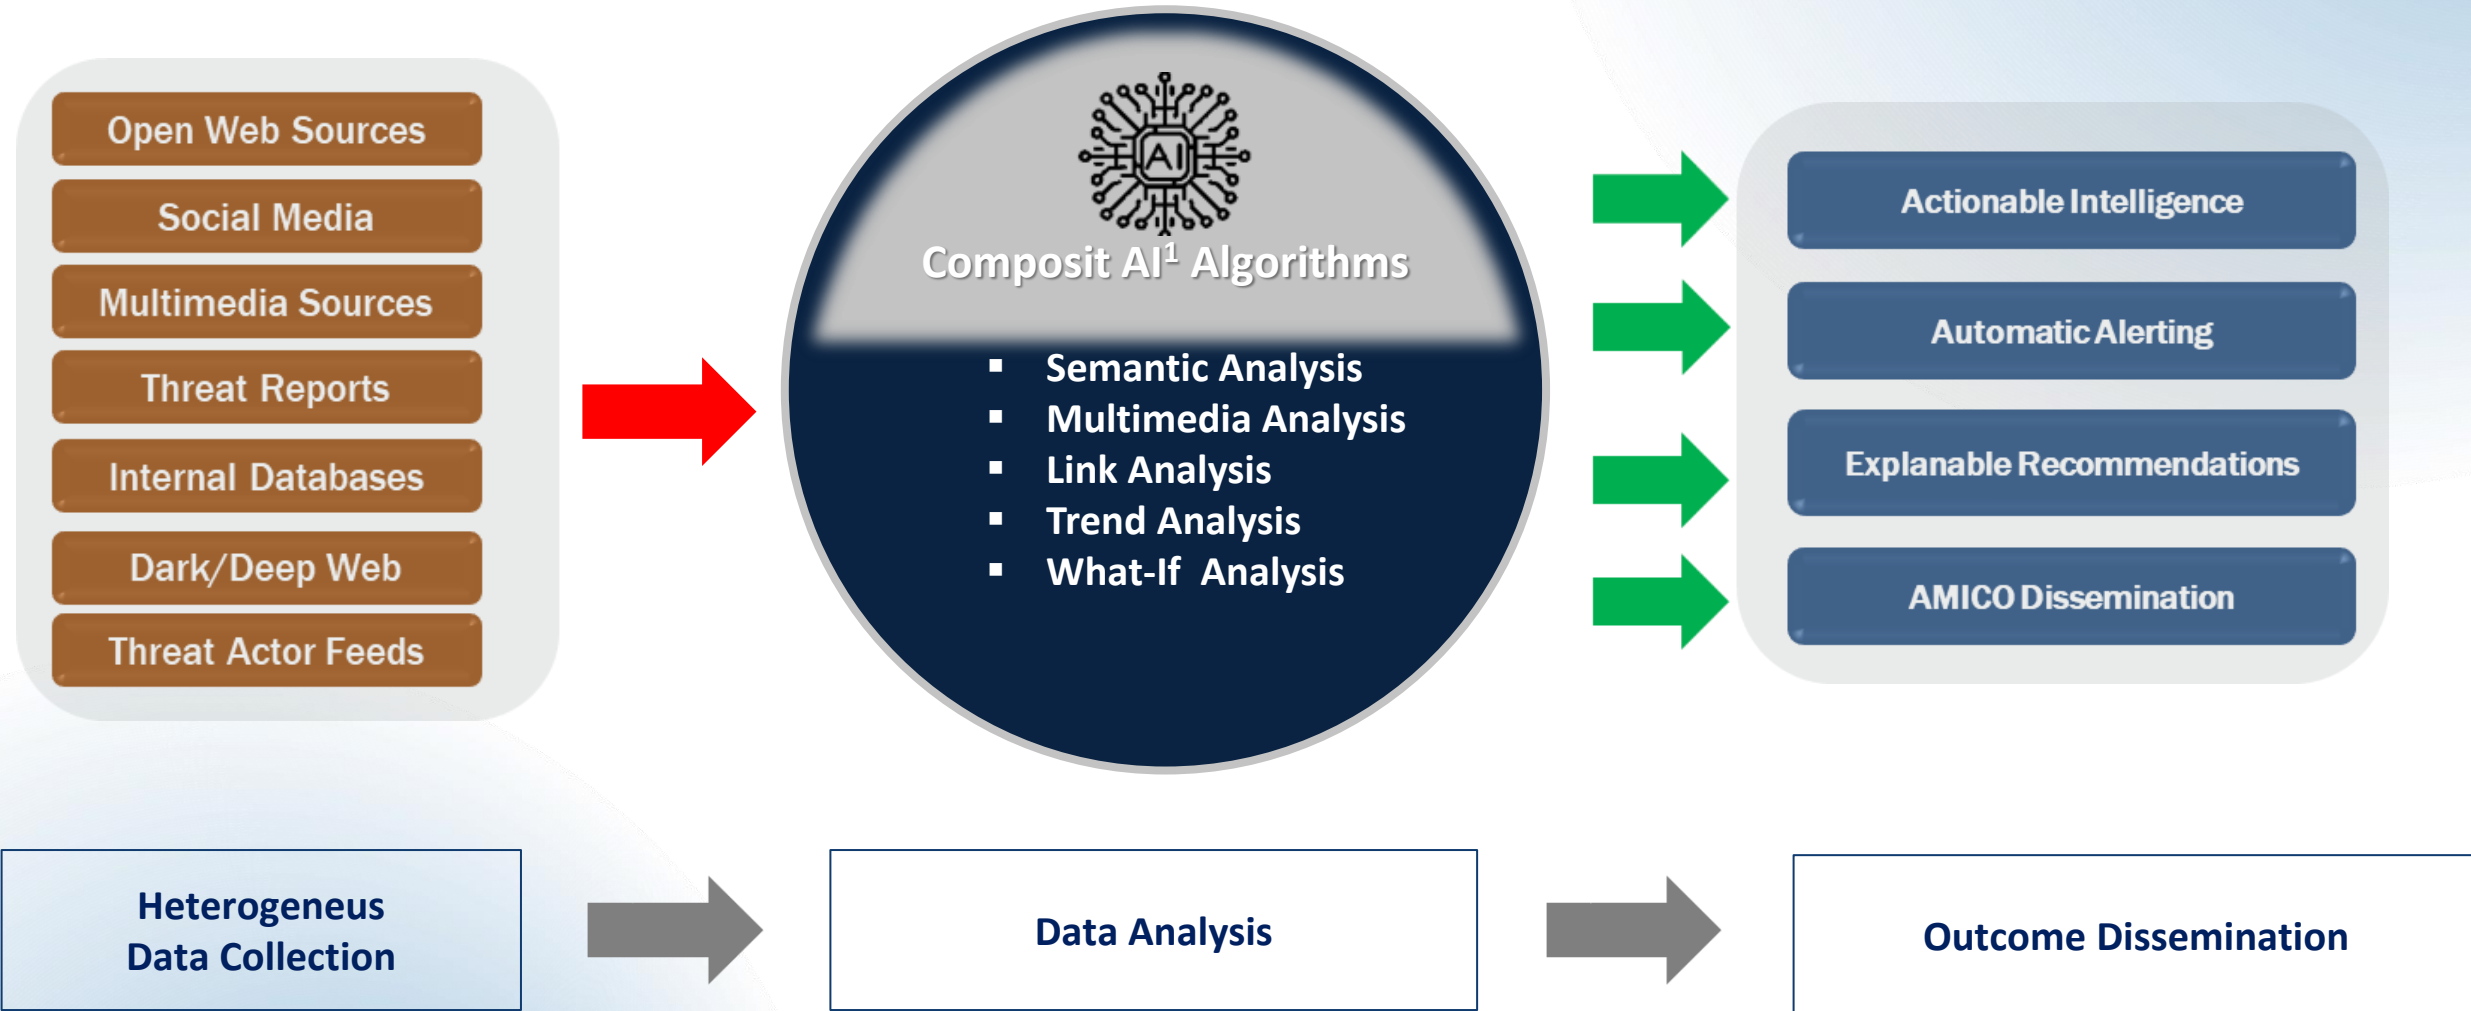 Open Web Sources
Social Media
Multimedia Sources
Threat Reports
Internal Databases
Dark/Deep Web
Threat Actor Feeds
AI
Composit AI¹ Algorithms
▪ Semantic Analysis
▪ Multimedia Analysis
▪ Link Analysis
▪ Trend Analysis
▪ What-If Analysis
Actionable Intelligence
Automatic Alerting
Explanable Recommendations
AMICO Dissemination
Heterogeneus
Data Collection
Data Analysis
Outcome Dissemination